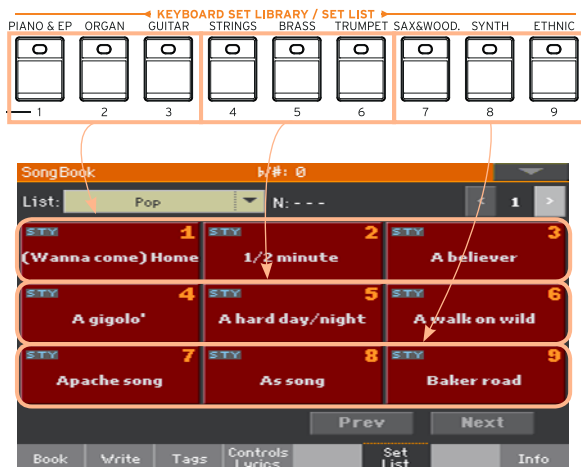 KEYBOARD SET LIBRARY / SET LIST
PIANO & EP ORGAN GUITAR STRINGS BRASS TRUMPET SAX&WOOD. SYNTH ETHNIC
1 2 3 4 5 6 7 8 9
SongBook ♭/#: 0
List: Pop N: - - - < 1 >
STY 1 STY 2 STY 3
(Wanna come) Home 1/2 minute A believer
STY 4 STY 5 STY 6
A gigolo' A hard day/night A walk on wild
STY 7 STY 8 STY 9
Apache song As song Baker road
Prev Next
Book Write Tags Controls Lyrics Set List Info